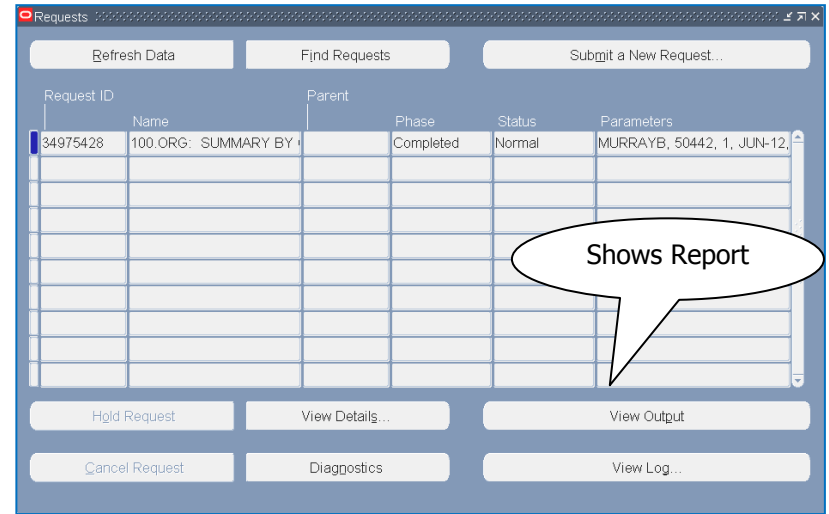 Requests
Refresh Data Find Requests Submit a New Request...
Request ID Parent
Name Phase Status Parameters
34975428 100.ORG: SUMMARY BY Completed Normal MURRAYB, 50442, 1, JUN-12,
Shows Report
Hold Request View Details... View Output
Cancel Request Diagnostics View Log...